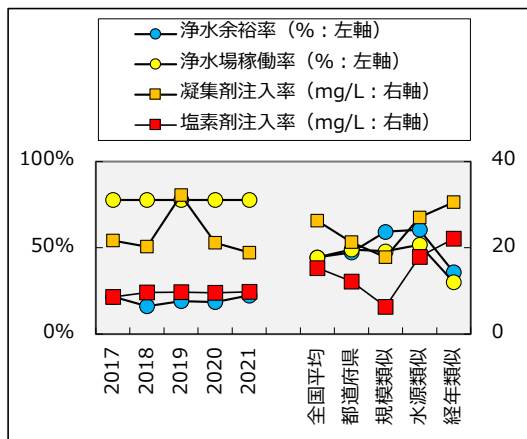 浄水余裕率(%:左軸)
浄水場稼働率(%:左軸)
凝集剤注入率(mg/L:右軸)
塩素剤注入率(mg/L:右軸)
100%
50%
0%
40
20
0
2017
2018
2019
2020
2021
全国平均
都道府県
規模類似
水源類似
経年類似